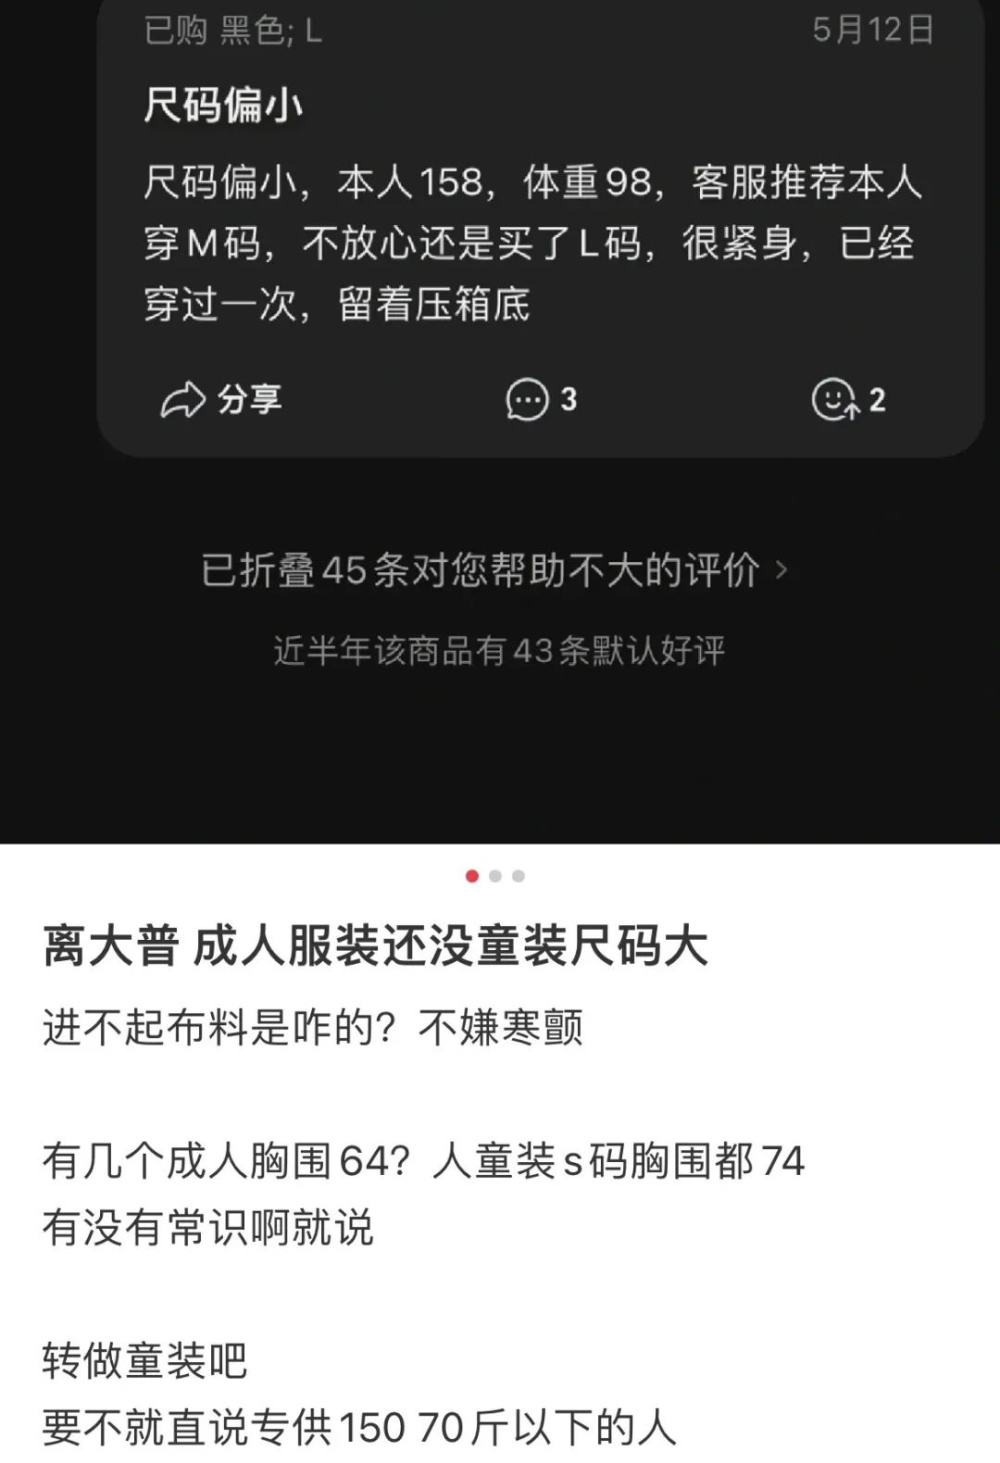 已购 黑色; L
5月12日
尺码偏小
尺码偏小，本人158，体重98，客服推荐本人
穿M码，不放心还是买了L码，很紧身，已经
穿过一次，留着压箱底
分享
3
2
已折叠45条对您帮助不大的评价 >
近半年该商品有43条默认好评
离大普 成人服装还没童装尺码大
进不起布料是咋的？不嫌寒颤
有几个成人胸围64？人童装s码胸围都74
有没有常识啊就说
转做童装吧
要不就直说专供150 70斤以下的人